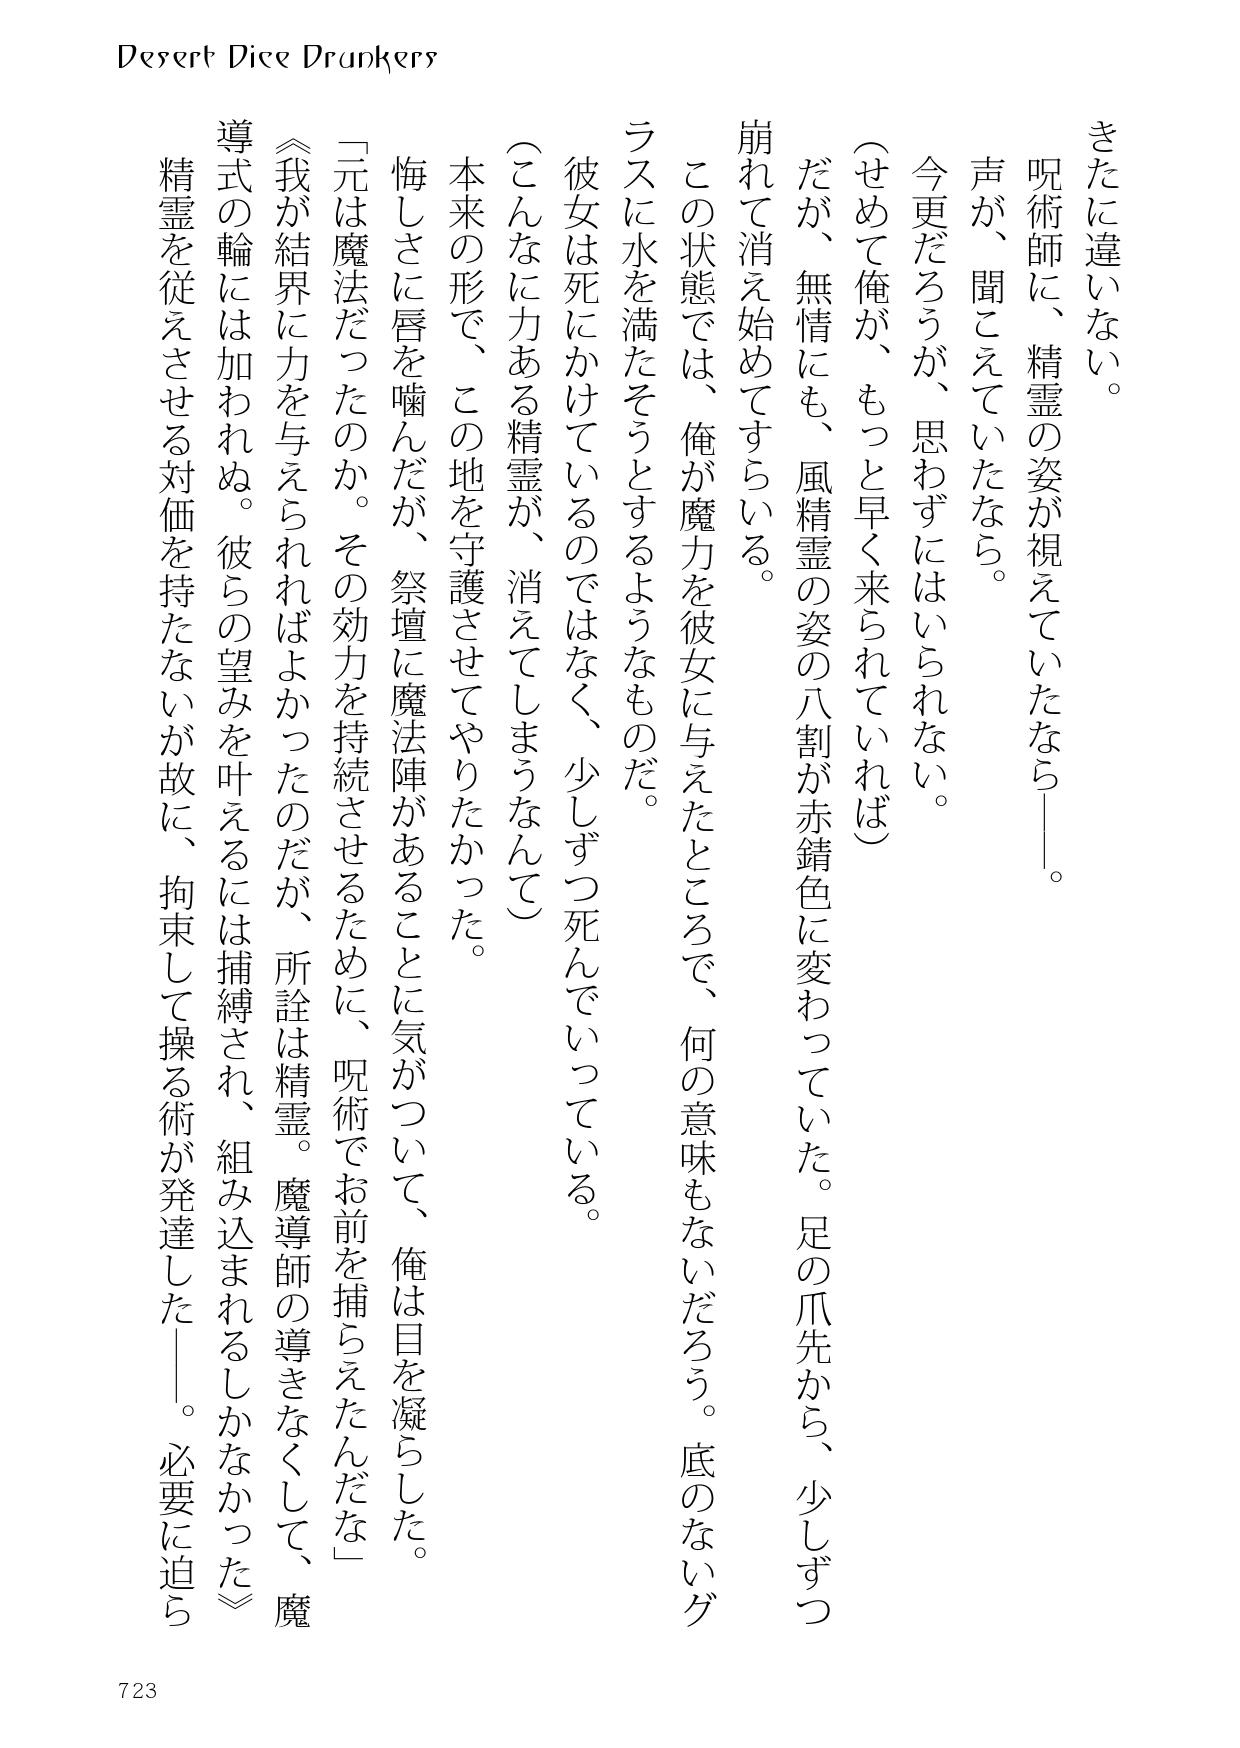 Desert Dice Drunkers
きたに違いない。
呪術師に、精霊の姿が視えていたなら――。
声が、聞こえていたなら。
今更だろうが、思わずにはいられない。
（せめて俺が、もっと早く来られていれば）
だが、無情にも、風精霊の姿の八割が赤錆色に変わっていた。足の爪先から、少しずつ
崩れて消え始めてすらいる。
この状態では、俺が魔力を彼女に与えたところで、何の意味もないだろう。底のないグ
ラスに水を満たそうとするようなものだ。
彼女は死にかけているのではなく、少しずつ死んでいっている。
（こんなに力ある精霊が、消えてしまうなんて）
本来の形で、この地を守護させてやりたかった。
悔しさに唇を噛んだが、祭壇に魔法陣があることに気がついて、俺は目を凝らした。
「元は魔法だったのか。その効力を持続させるために、呪術でお前を捕らえたんだな」
《我が結界に力を与えられればよかったのだが、所詮は精霊。魔導師の導きなくして、魔
導式の輪には加われぬ。彼らの望みを叶えるには捕縛され、組み込まれるしかなかった》
精霊を従えさせる対価を持たないが故に、拘束して操る術が発達した――。必要に迫ら
723